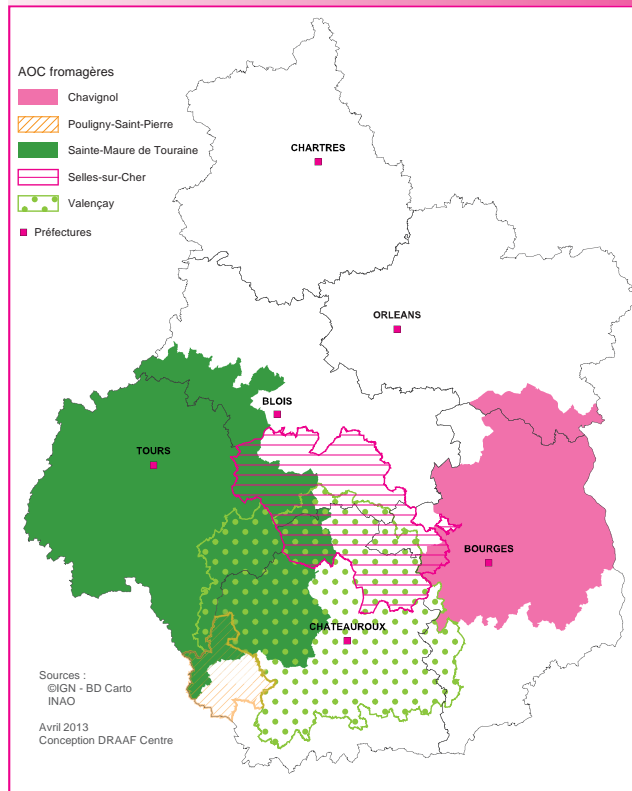 AOC fromagères
Chavignol
Pouligny-Saint-Pierre
Sainte-Maure de Touraine
Selles-sur-Cher
Valençay
Préfectures
CHARTRES
ORLEANS
BLOIS
TOURS
BOURGES
CHATEAUROUX
Sources :
©IGN - BD Carto
INAO
Avril 2013
Conception DRAAF Centre